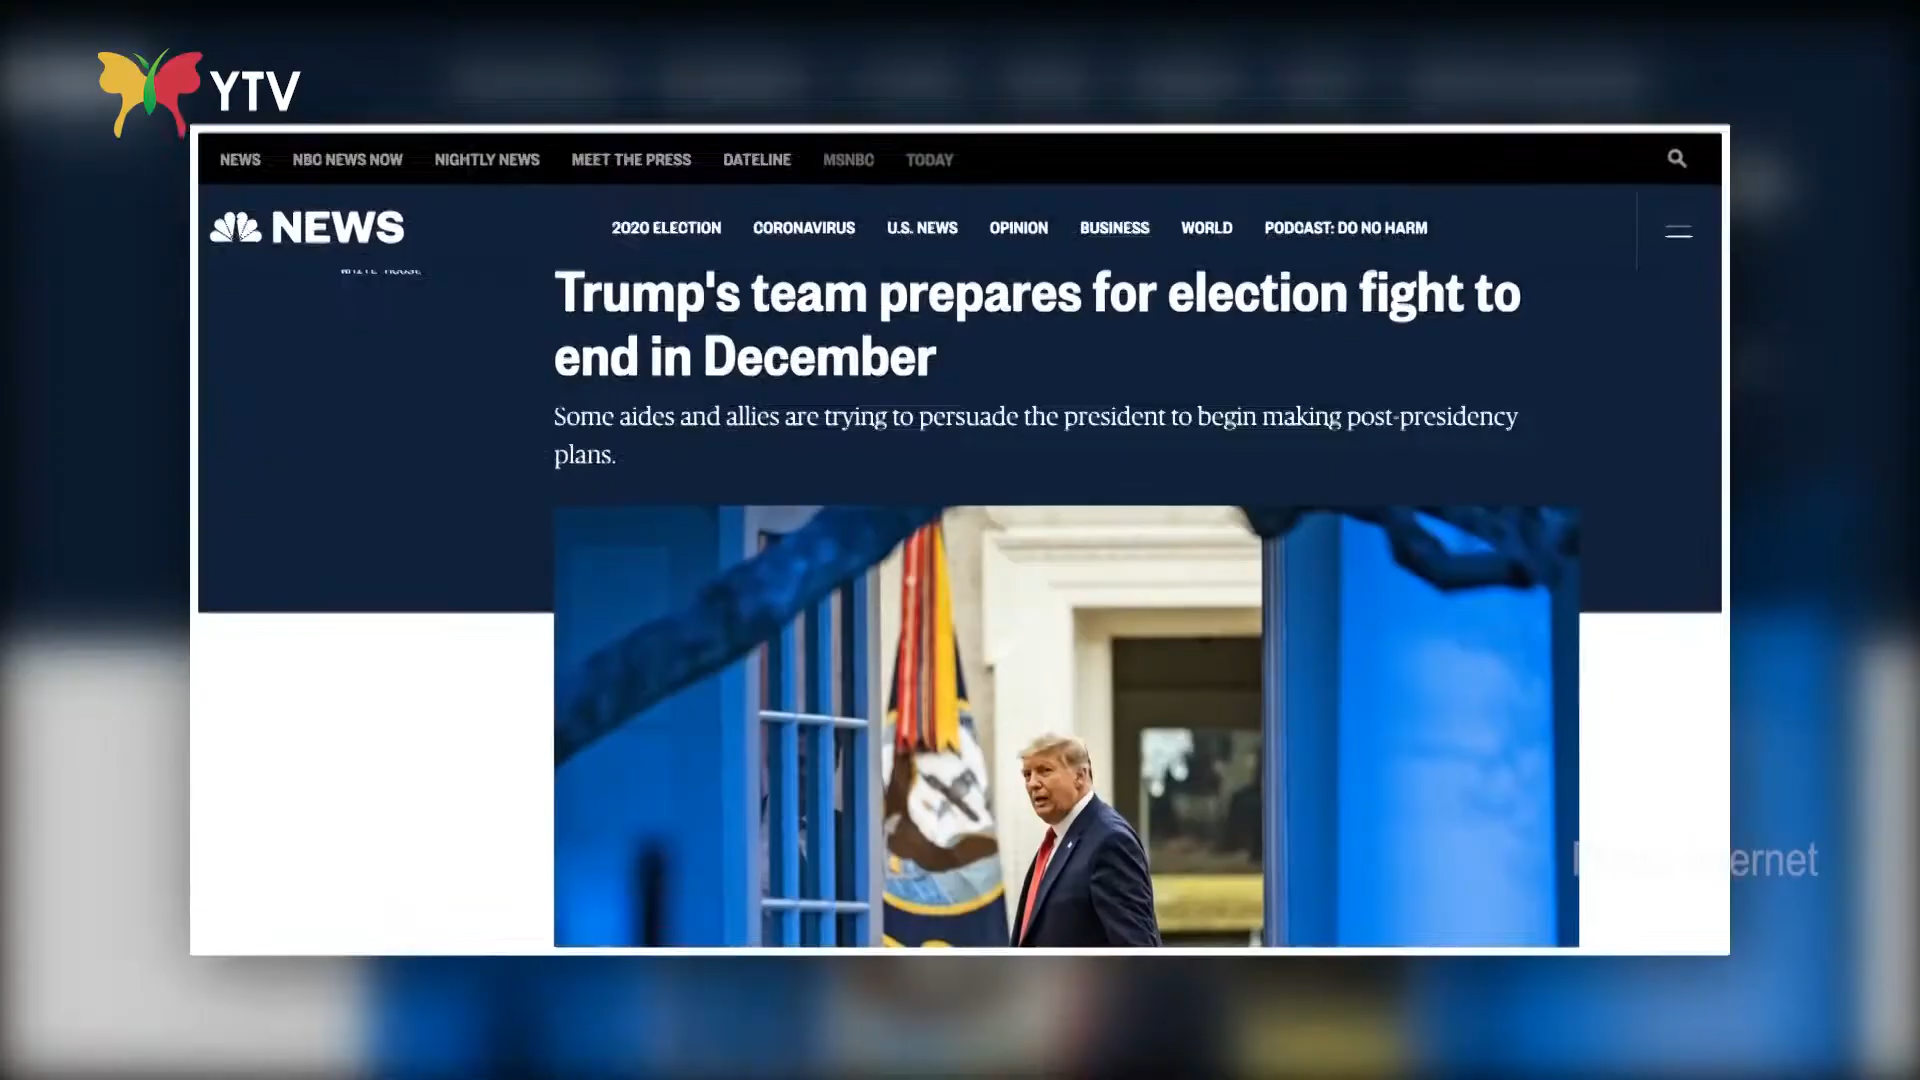 YTV
NEWS NBC NEWS NOW NIGHTLY NEWS MEET THE PRESS DATELINE MSNBC TODAY
NEWS 2020 ELECTION CORONAVIRUS U.S. NEWS OPINION BUSINESS WORLD PODCAST: DO NO HARM
WHITE HOUSE
Trump's team prepares for election fight to
end in December
Some aides and allies are trying to persuade the president to begin making post-presidency
plans.